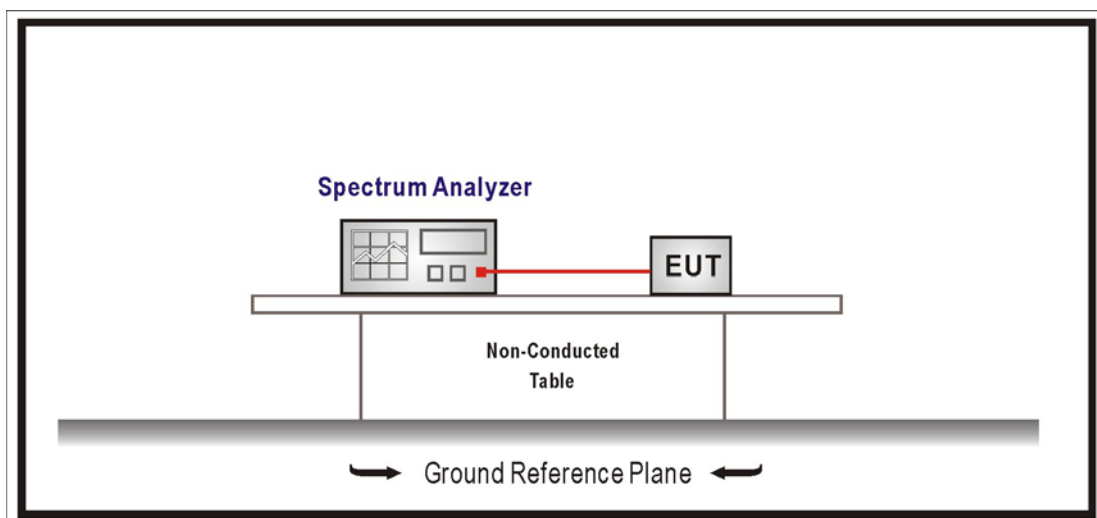 Spectrum Analyzer
EUT
Non-Conducted
Table
Ground Reference Plane